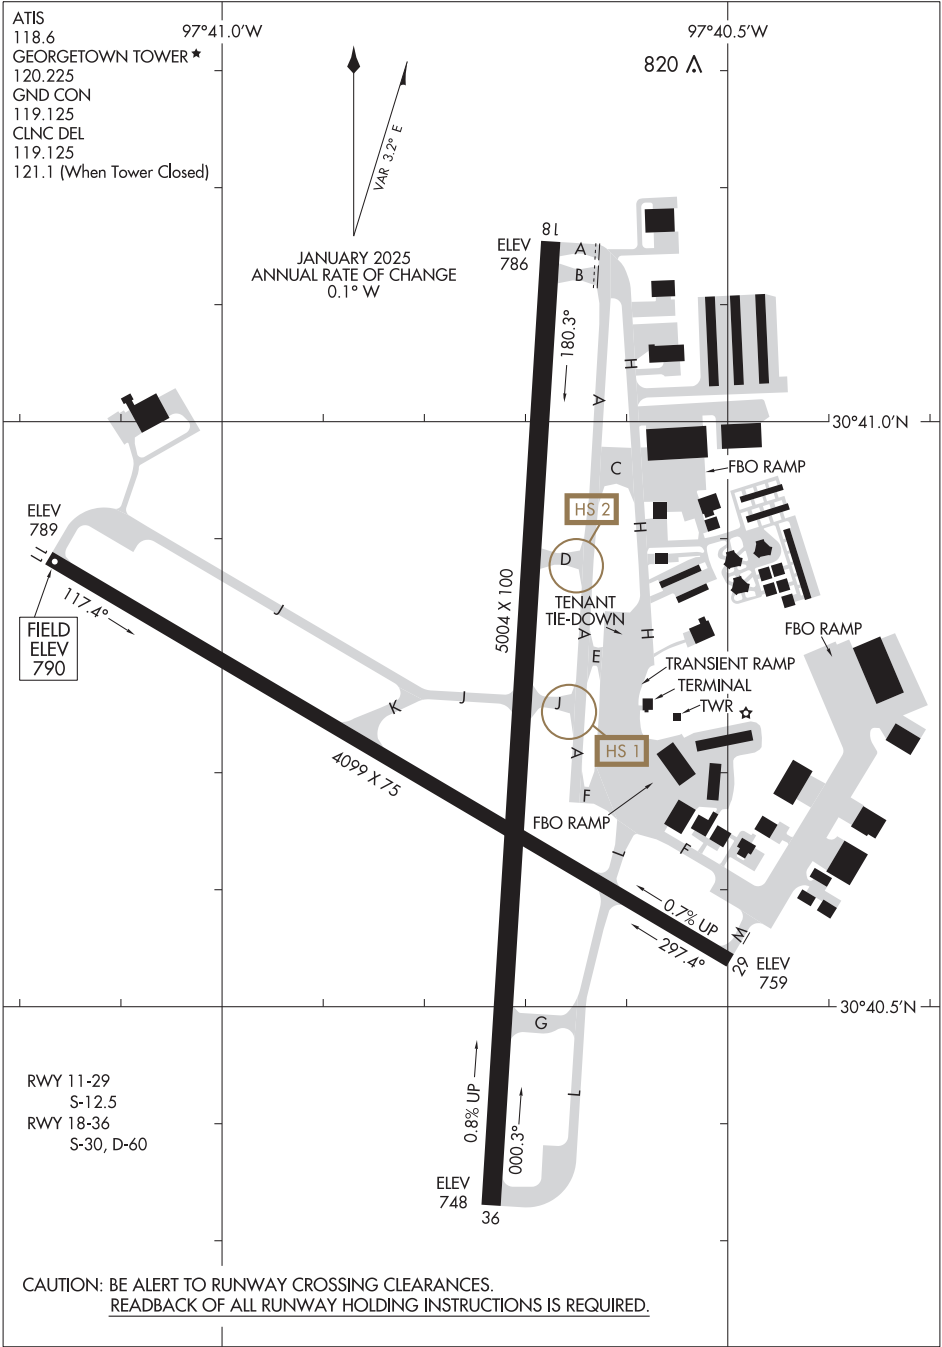 ATIS
118.6
GEORGETOWN TOWER★
120.225
GND CON
119.125
CLNC DEL
119.125
121.1 (When Tower Closed)
97°41.0'W
97°40.5'W
820
VAR 3.2° E
JANUARY 2025
ANNUAL RATE OF CHANGE
0.1° W
18
ELEV
786
A
B
180.3°
H
A
30°41.0'N
C
FBO RAMP
HS 2
H
ELEV
789
11
D
5004 X 100
TENANT
TIE-DOWN
117.4°
J
A
H
FIELD
ELEV
790
E
FBO RAMP
TRANSIENT RAMP
TERMINAL
TWR
K
J
J
HS 1
A
4099 X 75
F
FBO RAMP
L
F
0.7% UP
297.4°
M
29
ELEV
759
30°40.5'N
G
RWY 11-29
S-12.5
RWY 18-36
S-30, D-60
0.8% UP
000.3°
L
ELEV
748
36
CAUTION: BE ALERT TO RUNWAY CROSSING CLEARANCES.
READBACK OF ALL RUNWAY HOLDING INSTRUCTIONS IS REQUIRED.